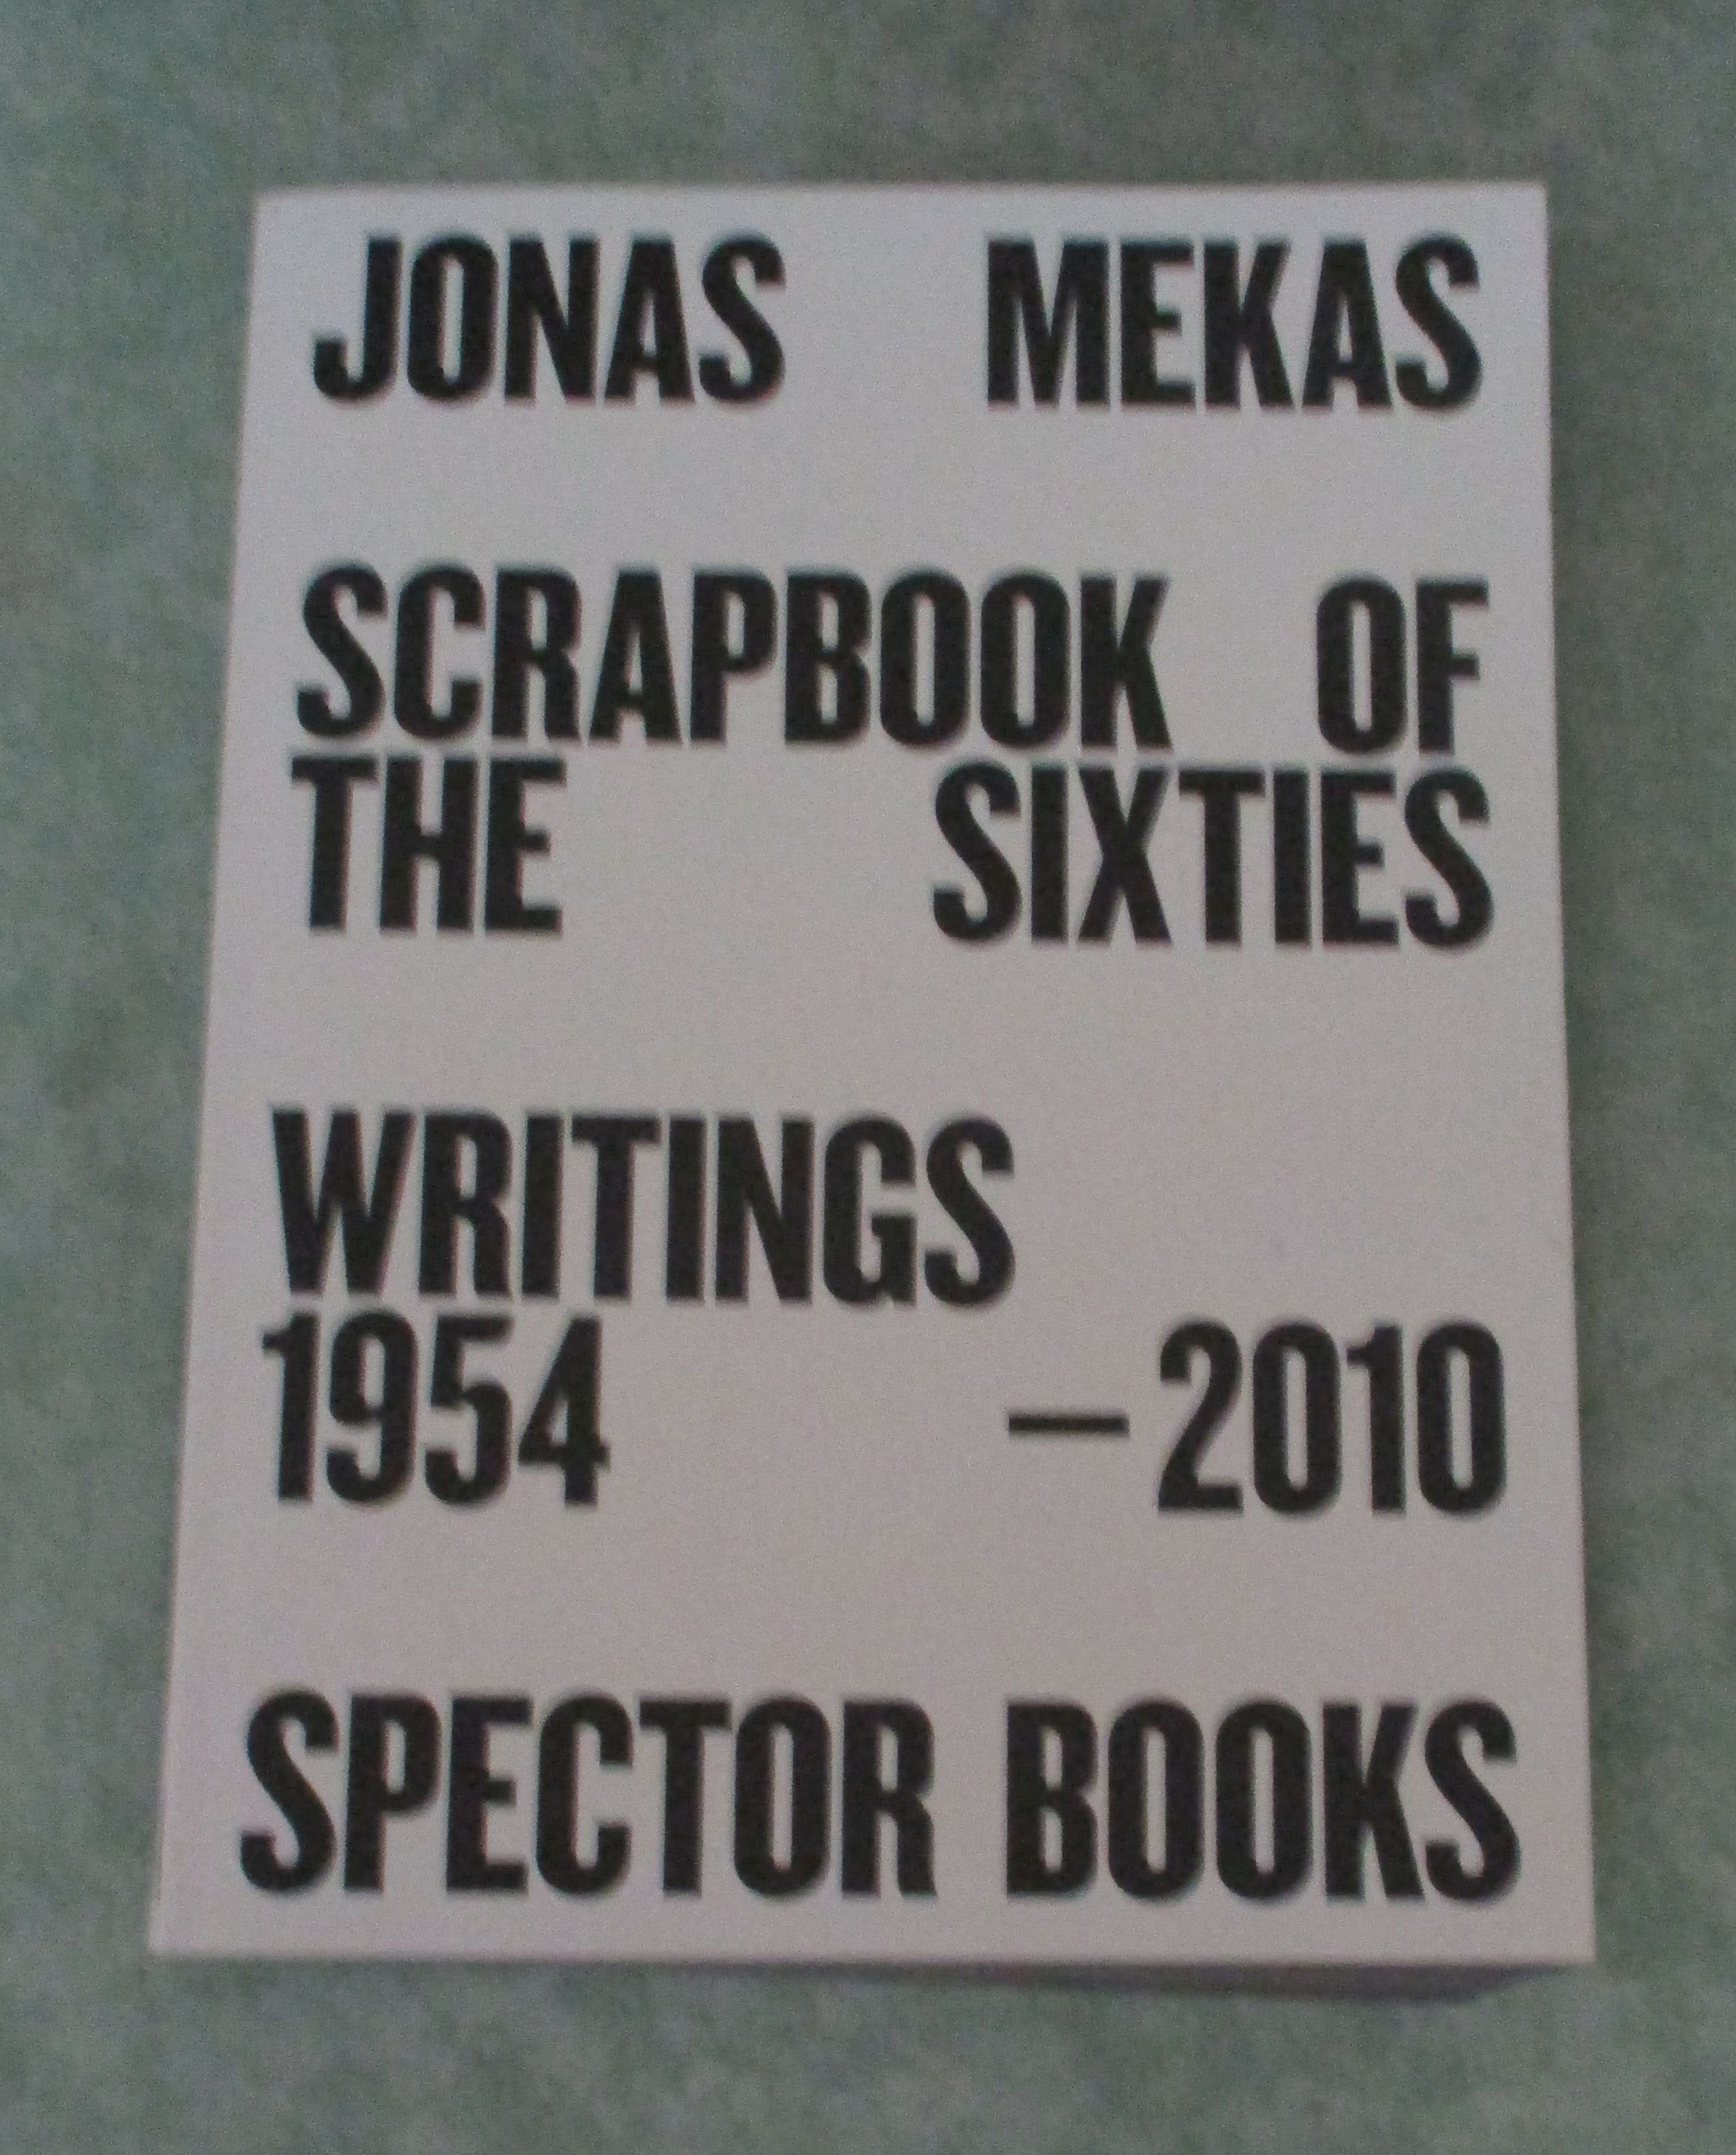 JONAS MEKAS
SCRAPBOOK OF
THE SIXTIES
WRITINGS
1954 —2010
SPECTOR BOOKS